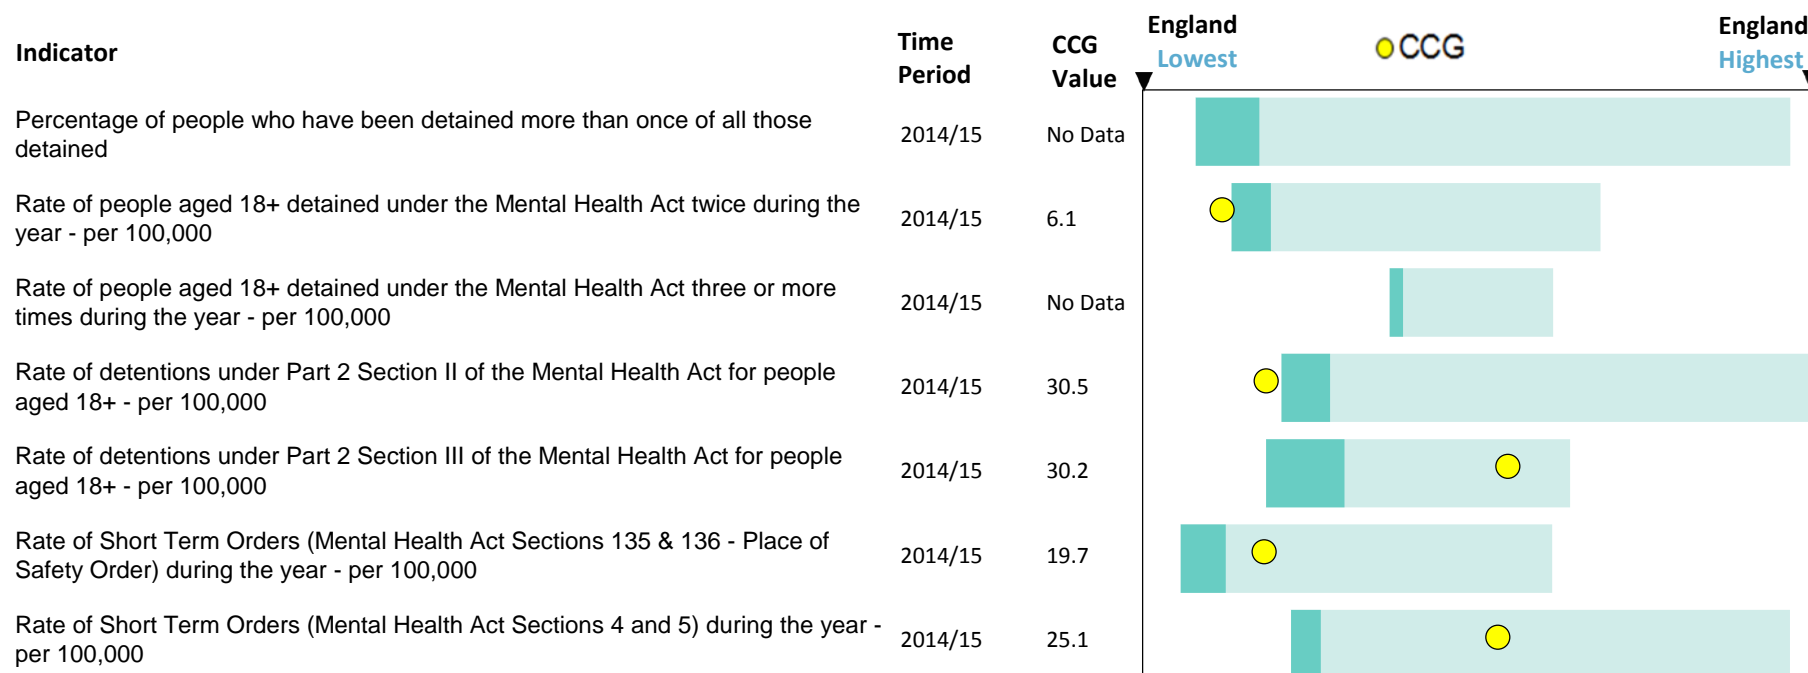 Indicator
Time Period
CCG Value
England Lowest
CCG
England Highest
Percentage of people who have been detained more than once of all those
detained
2014/15
No Data
Rate of people aged 18+ detained under the Mental Health Act twice during the
year - per 100,000
2014/15
6.1
Rate of people aged 18+ detained under the Mental Health Act three or more
times during the year - per 100,000
2014/15
No Data
Rate of detentions under Part 2 Section II of the Mental Health Act for people
aged 18+ - per 100,000
2014/15
30.5
Rate of detentions under Part 2 Section III of the Mental Health Act for people
aged 18+ - per 100,000
2014/15
30.2
Rate of Short Term Orders (Mental Health Act Sections 135 & 136 - Place of
Safety Order) during the year - per 100,000
2014/15
19.7
Rate of Short Term Orders (Mental Health Act Sections 4 and 5) during the year -
per 100,000
2014/15
25.1